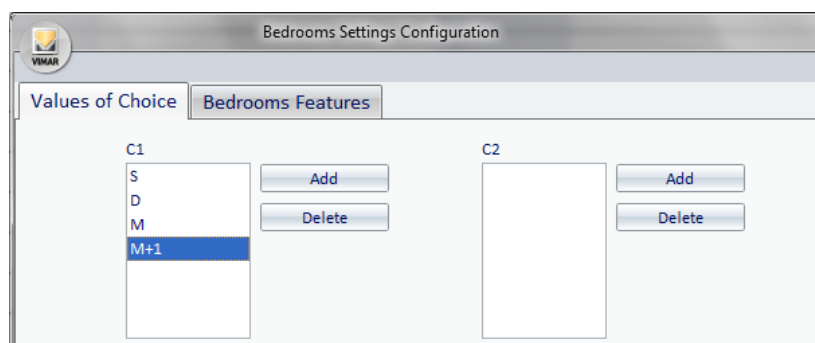 Bedrooms Settings Configuration
VIMAR
Values of Choice Bedrooms Features
C1 C2
S Add Add
D
Delete Delete
M
M+1